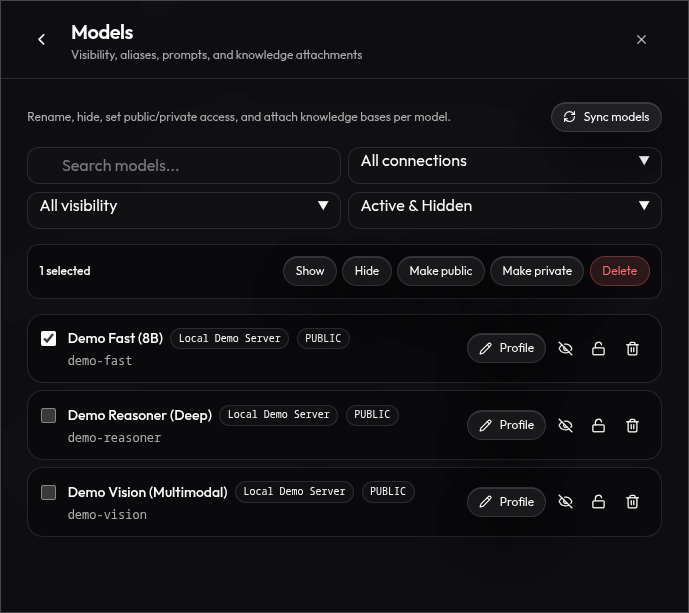 Models
Visibility, aliases, prompts, and knowledge attachments
Rename, hide, set public/private access, and attach knowledge bases per model.
Sync models
Search models...
All connections
All visibility
Active & Hidden
1 selected
Show
Hide
Make public
Make private
Delete
Demo Fast (8B) Local Demo Server PUBLIC
demo-fast
Profile
Demo Reasoner (Deep) Local Demo Server PUBLIC
demo-reasoner
Profile
Demo Vision (Multimodal) Local Demo Server PUBLIC
demo-vision
Profile